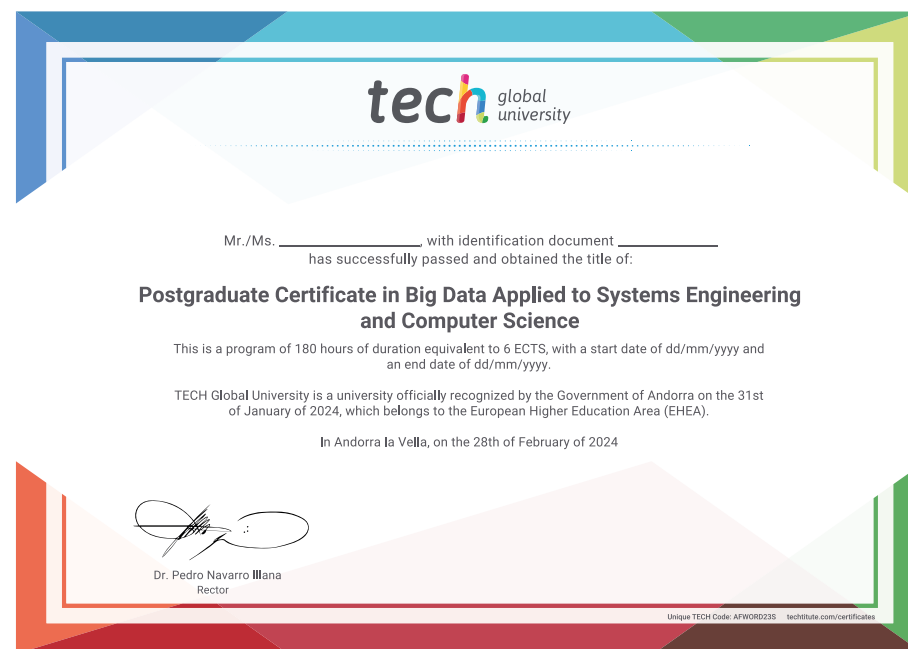 tech global university
Mr./Ms. ____________________, with identification document ______________
has successfully passed and obtained the title of:
Postgraduate Certificate in Big Data Applied to Systems Engineering
and Computer Science
This is a program of 180 hours of duration equivalent to 6 ECTS, with a start date of dd/mm/yyyy and
an end date of dd/mm/yyyy.
TECH Global University is a university officially recognized by the Government of Andorra on the 31st
of January of 2024, which belongs to the European Higher Education Area (EHEA).
In Andorra la Vella, on the 28th of February of 2024
Dr. Pedro Navarro Illana
Rector
Unique TECH Code: AFWORD23S techtitute.com/certificates